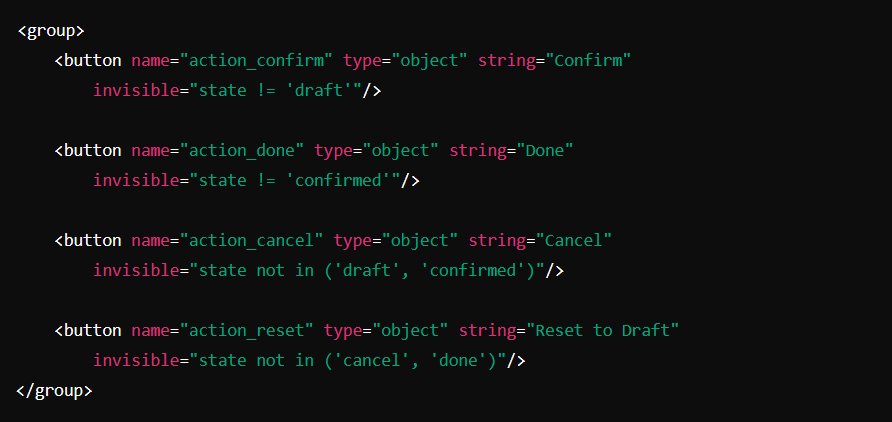 <group>
<button name="action_confirm" type="object" string="Confirm"
invisible="state != 'draft'"/>
<button name="action_done" type="object" string="Done"
invisible="state != 'confirmed'"/>
<button name="action_cancel" type="object" string="Cancel"
invisible="state not in ('draft', 'confirmed')"/>
<button name="action_reset" type="object" string="Reset to Draft"
invisible="state not in ('cancel', 'done')"/>
</group>